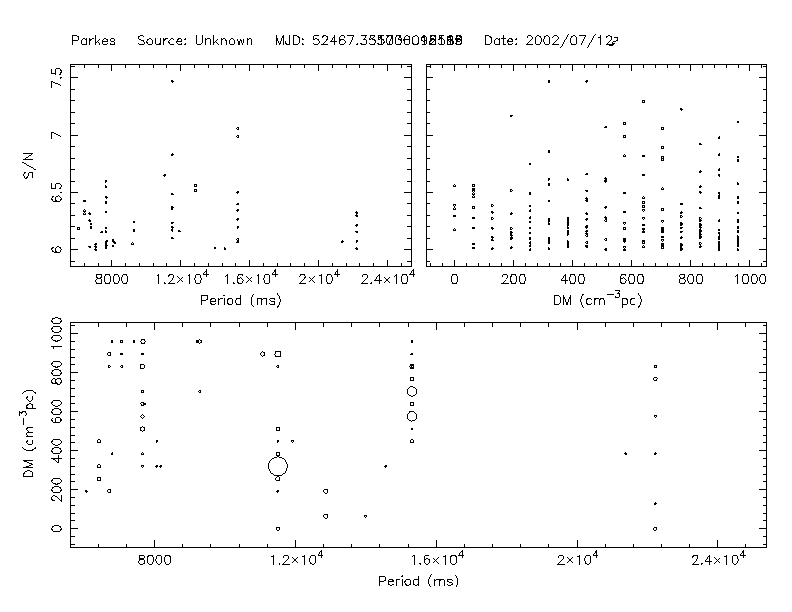 Parkes Source: Unknown MJD: Date: 2002/07/12
S/N
7.5
7
6.5
6
8000 1.2×10⁴ 1.6×10⁴ 2×10⁴ 2.4×10⁴
Period (ms)
0 200 400 600 800 1000
DM (cm⁻³pc)
DM (cm⁻³pc)
1000
800
600
400
200
0
8000 1.2×10⁴ 1.6×10⁴ 2×10⁴ 2.4×10⁴
Period (ms)